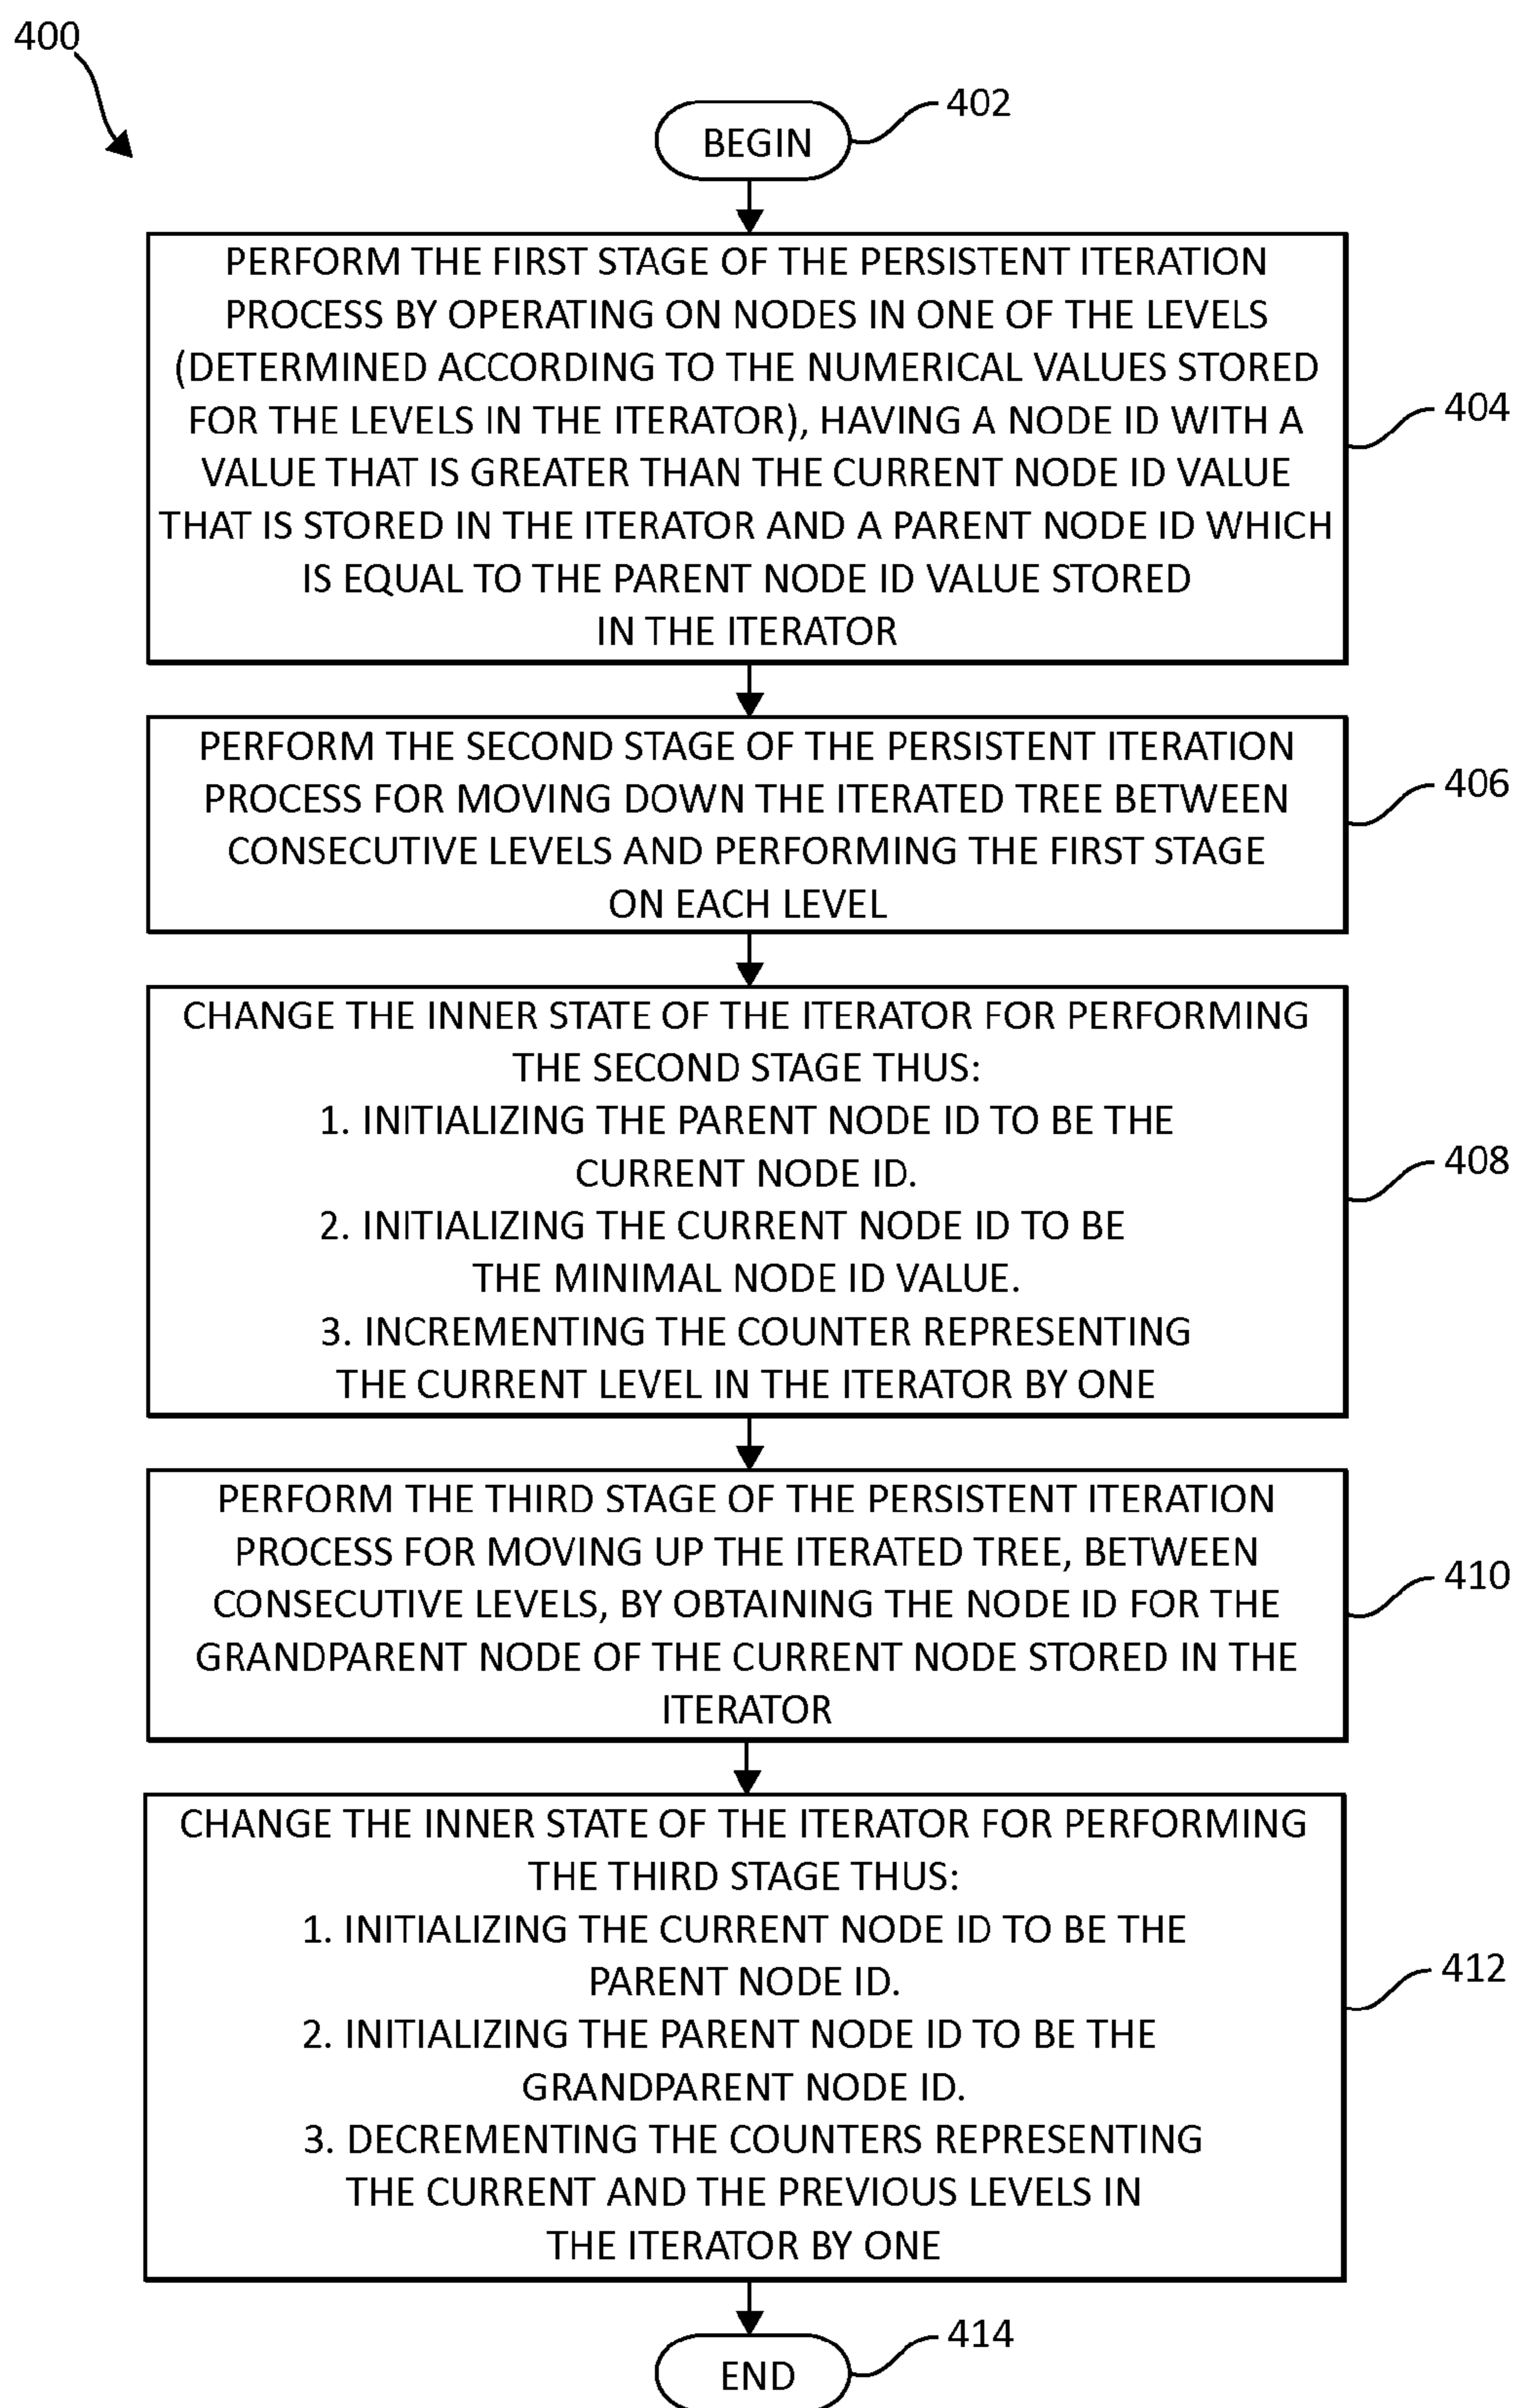 400
402
BEGIN
PERFORM THE FIRST STAGE OF THE PERSISTENT ITERATION
PROCESS BY OPERATING ON NODES IN ONE OF THE LEVELS
(DETERMINED ACCORDING TO THE NUMERICAL VALUES STORED
FOR THE LEVELS IN THE ITERATOR), HAVING A NODE ID WITH A
VALUE THAT IS GREATER THAN THE CURRENT NODE ID VALUE
THAT IS STORED IN THE ITERATOR AND A PARENT NODE ID WHICH
IS EQUAL TO THE PARENT NODE ID VALUE STORED
IN THE ITERATOR
404
PERFORM THE SECOND STAGE OF THE PERSISTENT ITERATION
PROCESS FOR MOVING DOWN THE ITERATED TREE BETWEEN
CONSECUTIVE LEVELS AND PERFORMING THE FIRST STAGE
ON EACH LEVEL
406
CHANGE THE INNER STATE OF THE ITERATOR FOR PERFORMING
THE SECOND STAGE THUS:
1. INITIALIZING THE PARENT NODE ID TO BE THE
CURRENT NODE ID.
2. INITIALIZING THE CURRENT NODE ID TO BE
THE MINIMAL NODE ID VALUE.
3. INCREMENTING THE COUNTER REPRESENTING
THE CURRENT LEVEL IN THE ITERATOR BY ONE
408
PERFORM THE THIRD STAGE OF THE PERSISTENT ITERATION
PROCESS FOR MOVING UP THE ITERATED TREE, BETWEEN
CONSECUTIVE LEVELS, BY OBTAINING THE NODE ID FOR THE
GRANDPARENT NODE OF THE CURRENT NODE STORED IN THE
ITERATOR
410
CHANGE THE INNER STATE OF THE ITERATOR FOR PERFORMING
THE THIRD STAGE THUS:
1. INITIALIZING THE CURRENT NODE ID TO BE THE
PARENT NODE ID.
2. INITIALIZING THE PARENT NODE ID TO BE THE
GRANDPARENT NODE ID.
3. DECREMENTING THE COUNTERS REPRESENTING
THE CURRENT AND THE PREVIOUS LEVELS IN
THE ITERATOR BY ONE
412
414
END